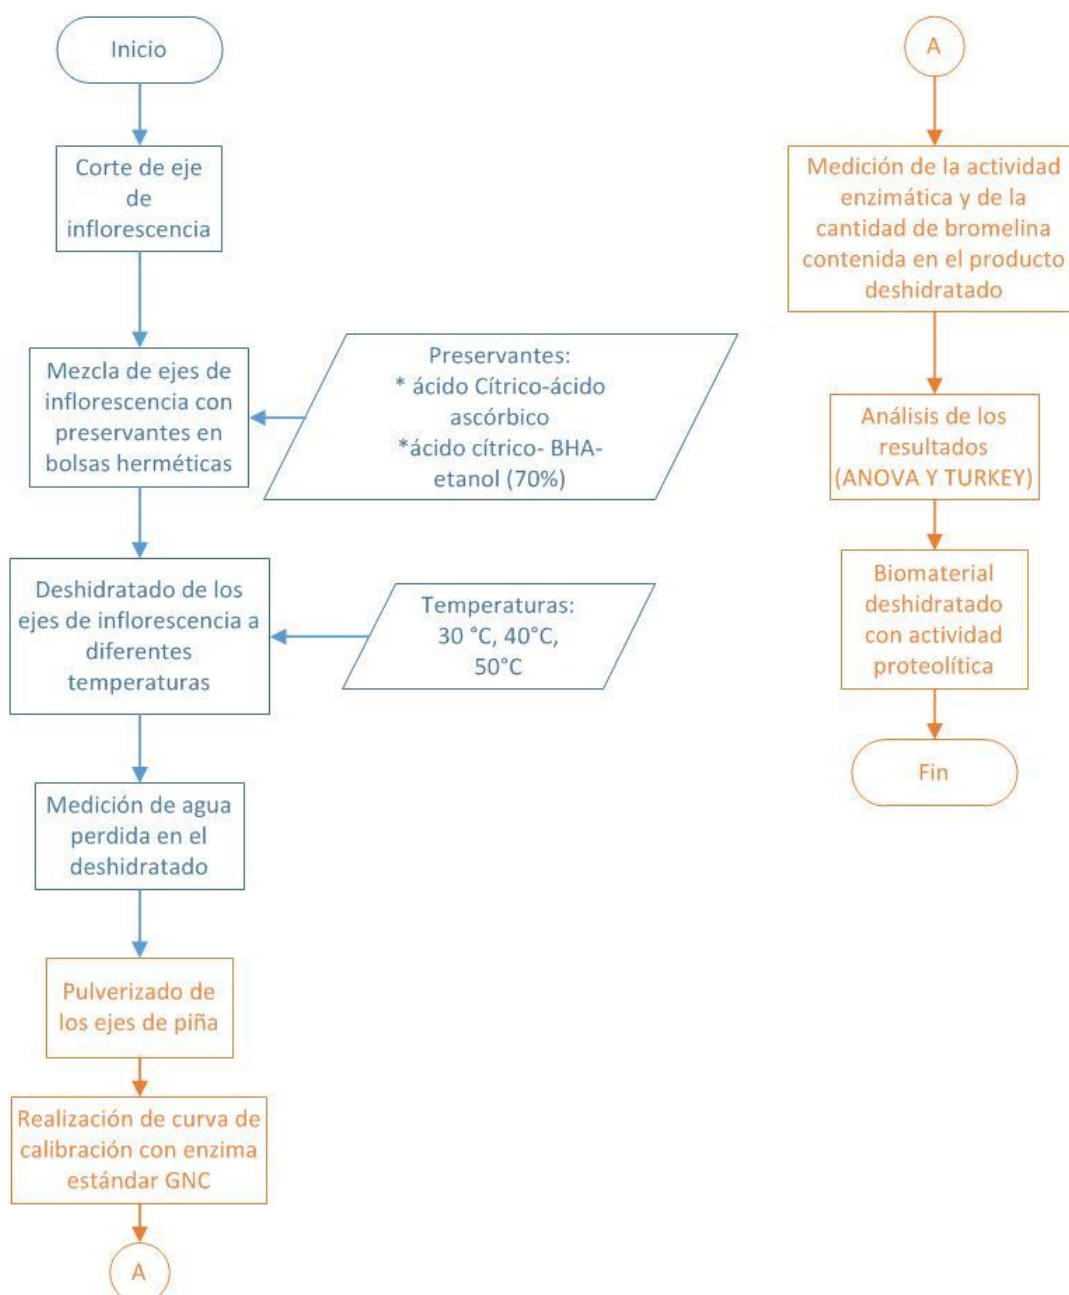 Inicio
Corte de eje
de
inflorescencia
Mezcla de ejes de
inflorescencia con
preservantes en
bolsas herméticas
Preservantes:
* ácido Cítrico-ácido
ascórbico
*ácido cítrico- BHA-
etanol (70%)
Deshidratado de los
ejes de inflorescencia a
diferentes
temperaturas
Temperaturas:
30 °C, 40°C,
50°C
Medición de agua
perdida en el
deshidratado
Pulverizado de
los ejes de piña
Realización de curva de
calibración con enzima
estándar GNC
A
A
Medición de la actividad
enzimática y de la
cantidad de bromelina
contenida en el producto
deshidratado
Análisis de los
resultados
(ANOVA Y TURKEY)
Biomaterial
deshidratado
con actividad
proteolítica
Fin